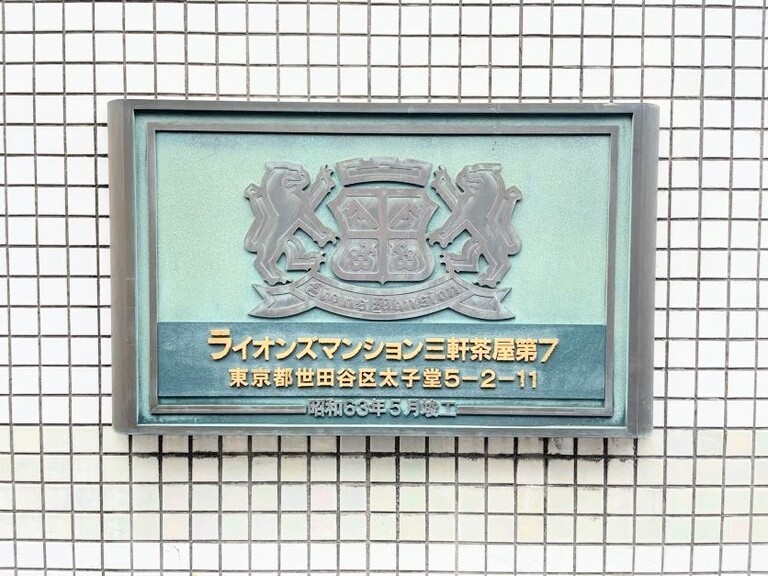 Lions Mansion
ライオンズマンション三軒茶屋第7
東京都世田谷区太子堂5-2-11
昭和63年5月竣工